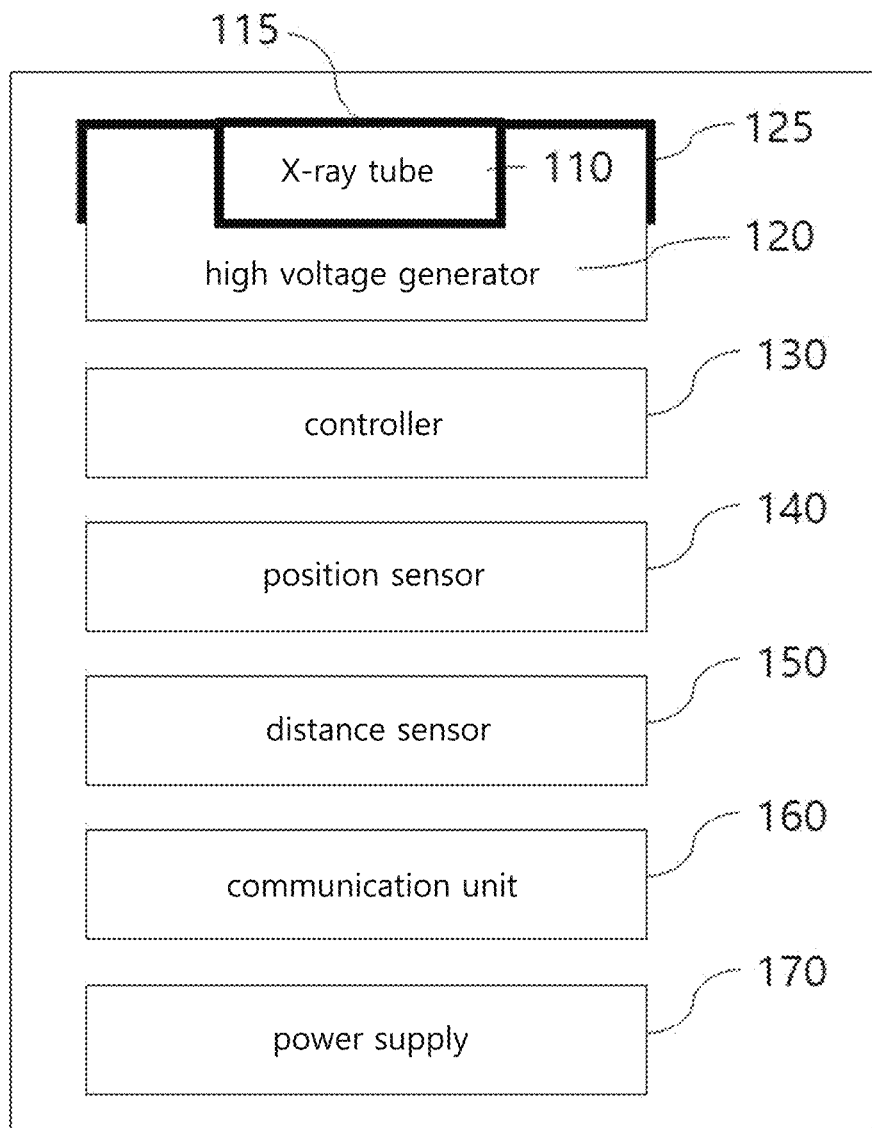 115
125
X-ray tube
110
120
high voltage generator
130
controller
140
position sensor
150
distance sensor
160
communication unit
170
power supply